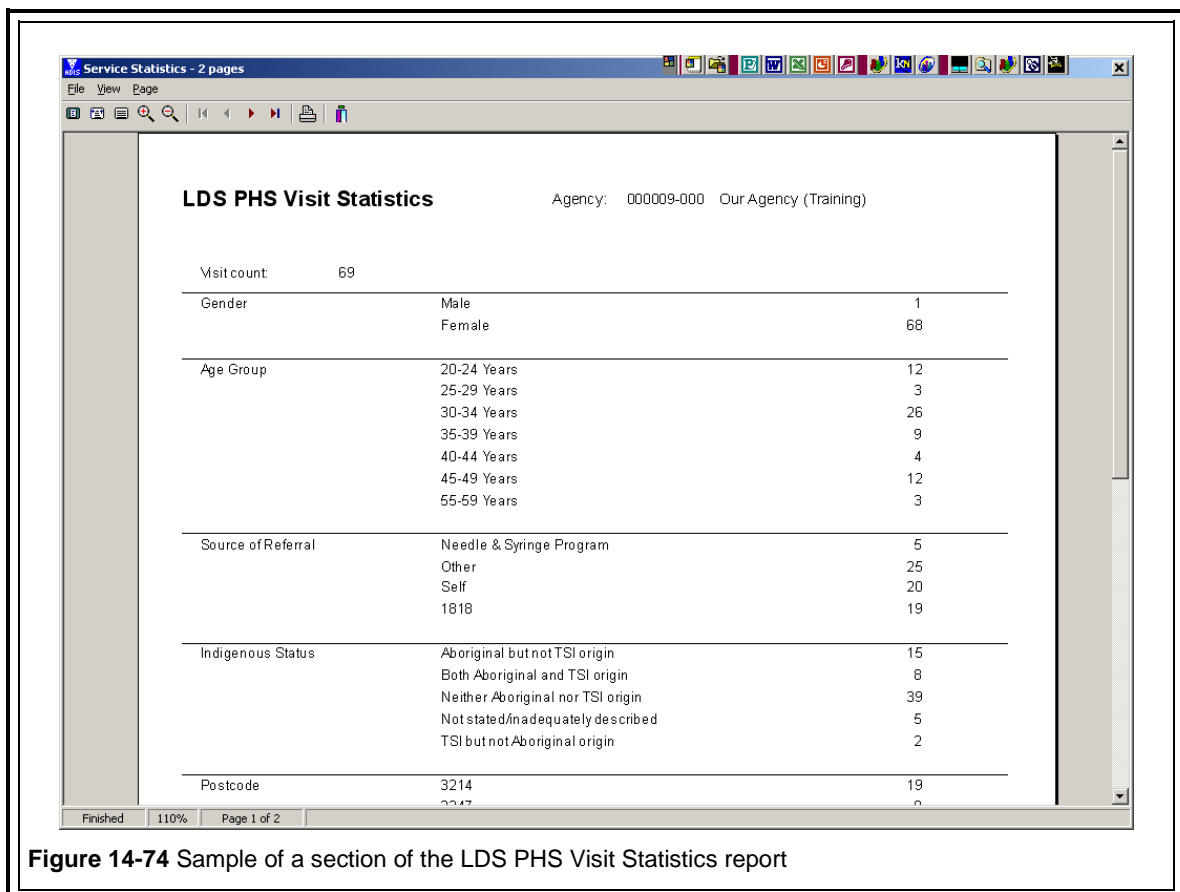 Service Statistics - 2 pages
File View Page
LDS PHS Visit Statistics Agency: 000009-000 Our Agency (Training)
Visit count: 69
Gender Male 1
Female 68
Age Group 20-24 Years 12
25-29 Years 3
30-34 Years 26
35-39 Years 9
40-44 Years 4
45-49 Years 12
55-59 Years 3
Source of Referral Needle & Syringe Program 5
Other 25
Self 20
1818 19
Indigenous Status Aboriginal but not TSI origin 15
Both Aboriginal and TSI origin 8
Neither Aboriginal nor TSI origin 39
Not stated/inadequately described 5
TSI but not Aboriginal origin 2
Postcode 3214 19
Finished 110% Page 1 of 2
Figure 14-74 Sample of a section of the LDS PHS Visit Statistics report